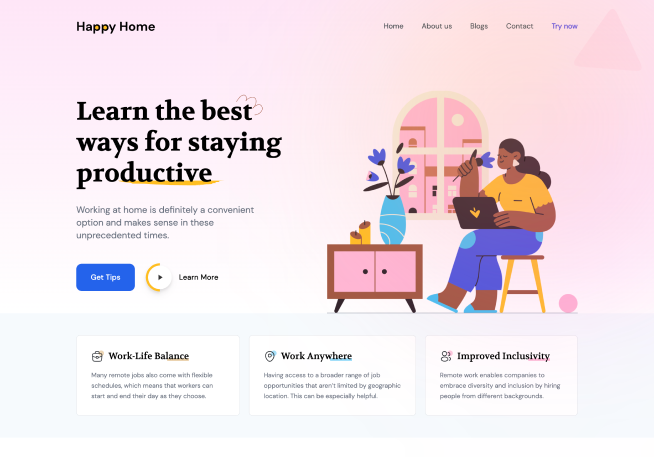 Happy Home
Home
About us
Blogs
Contact
Try now
Learn the best
ways for staying
productive
Working at home is definitely a convenient
option and makes sense in these
unprecedented times.
Get Tips
Learn More
Work-Life Balance
Many remote jobs also come with flexible
schedules, which means that workers can
start and end their day as they choose.
Work Anywhere
Having access to a broader range of job
opportunities that aren't limited by geographic
location. This can be especially helpful.
Improved Inclusivity
Remote work enables companies to
embrace diversity and inclusion by hiring
people from different backgrounds.